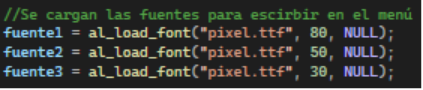 //Se cargan las fuentes para escirbir en el menú
fuente1 = al_load_font("pixel.ttf", 80, NULL);
fuente2 = al_load_font("pixel.ttf", 50, NULL);
fuente3 = al_load_font("pixel.ttf", 30, NULL);